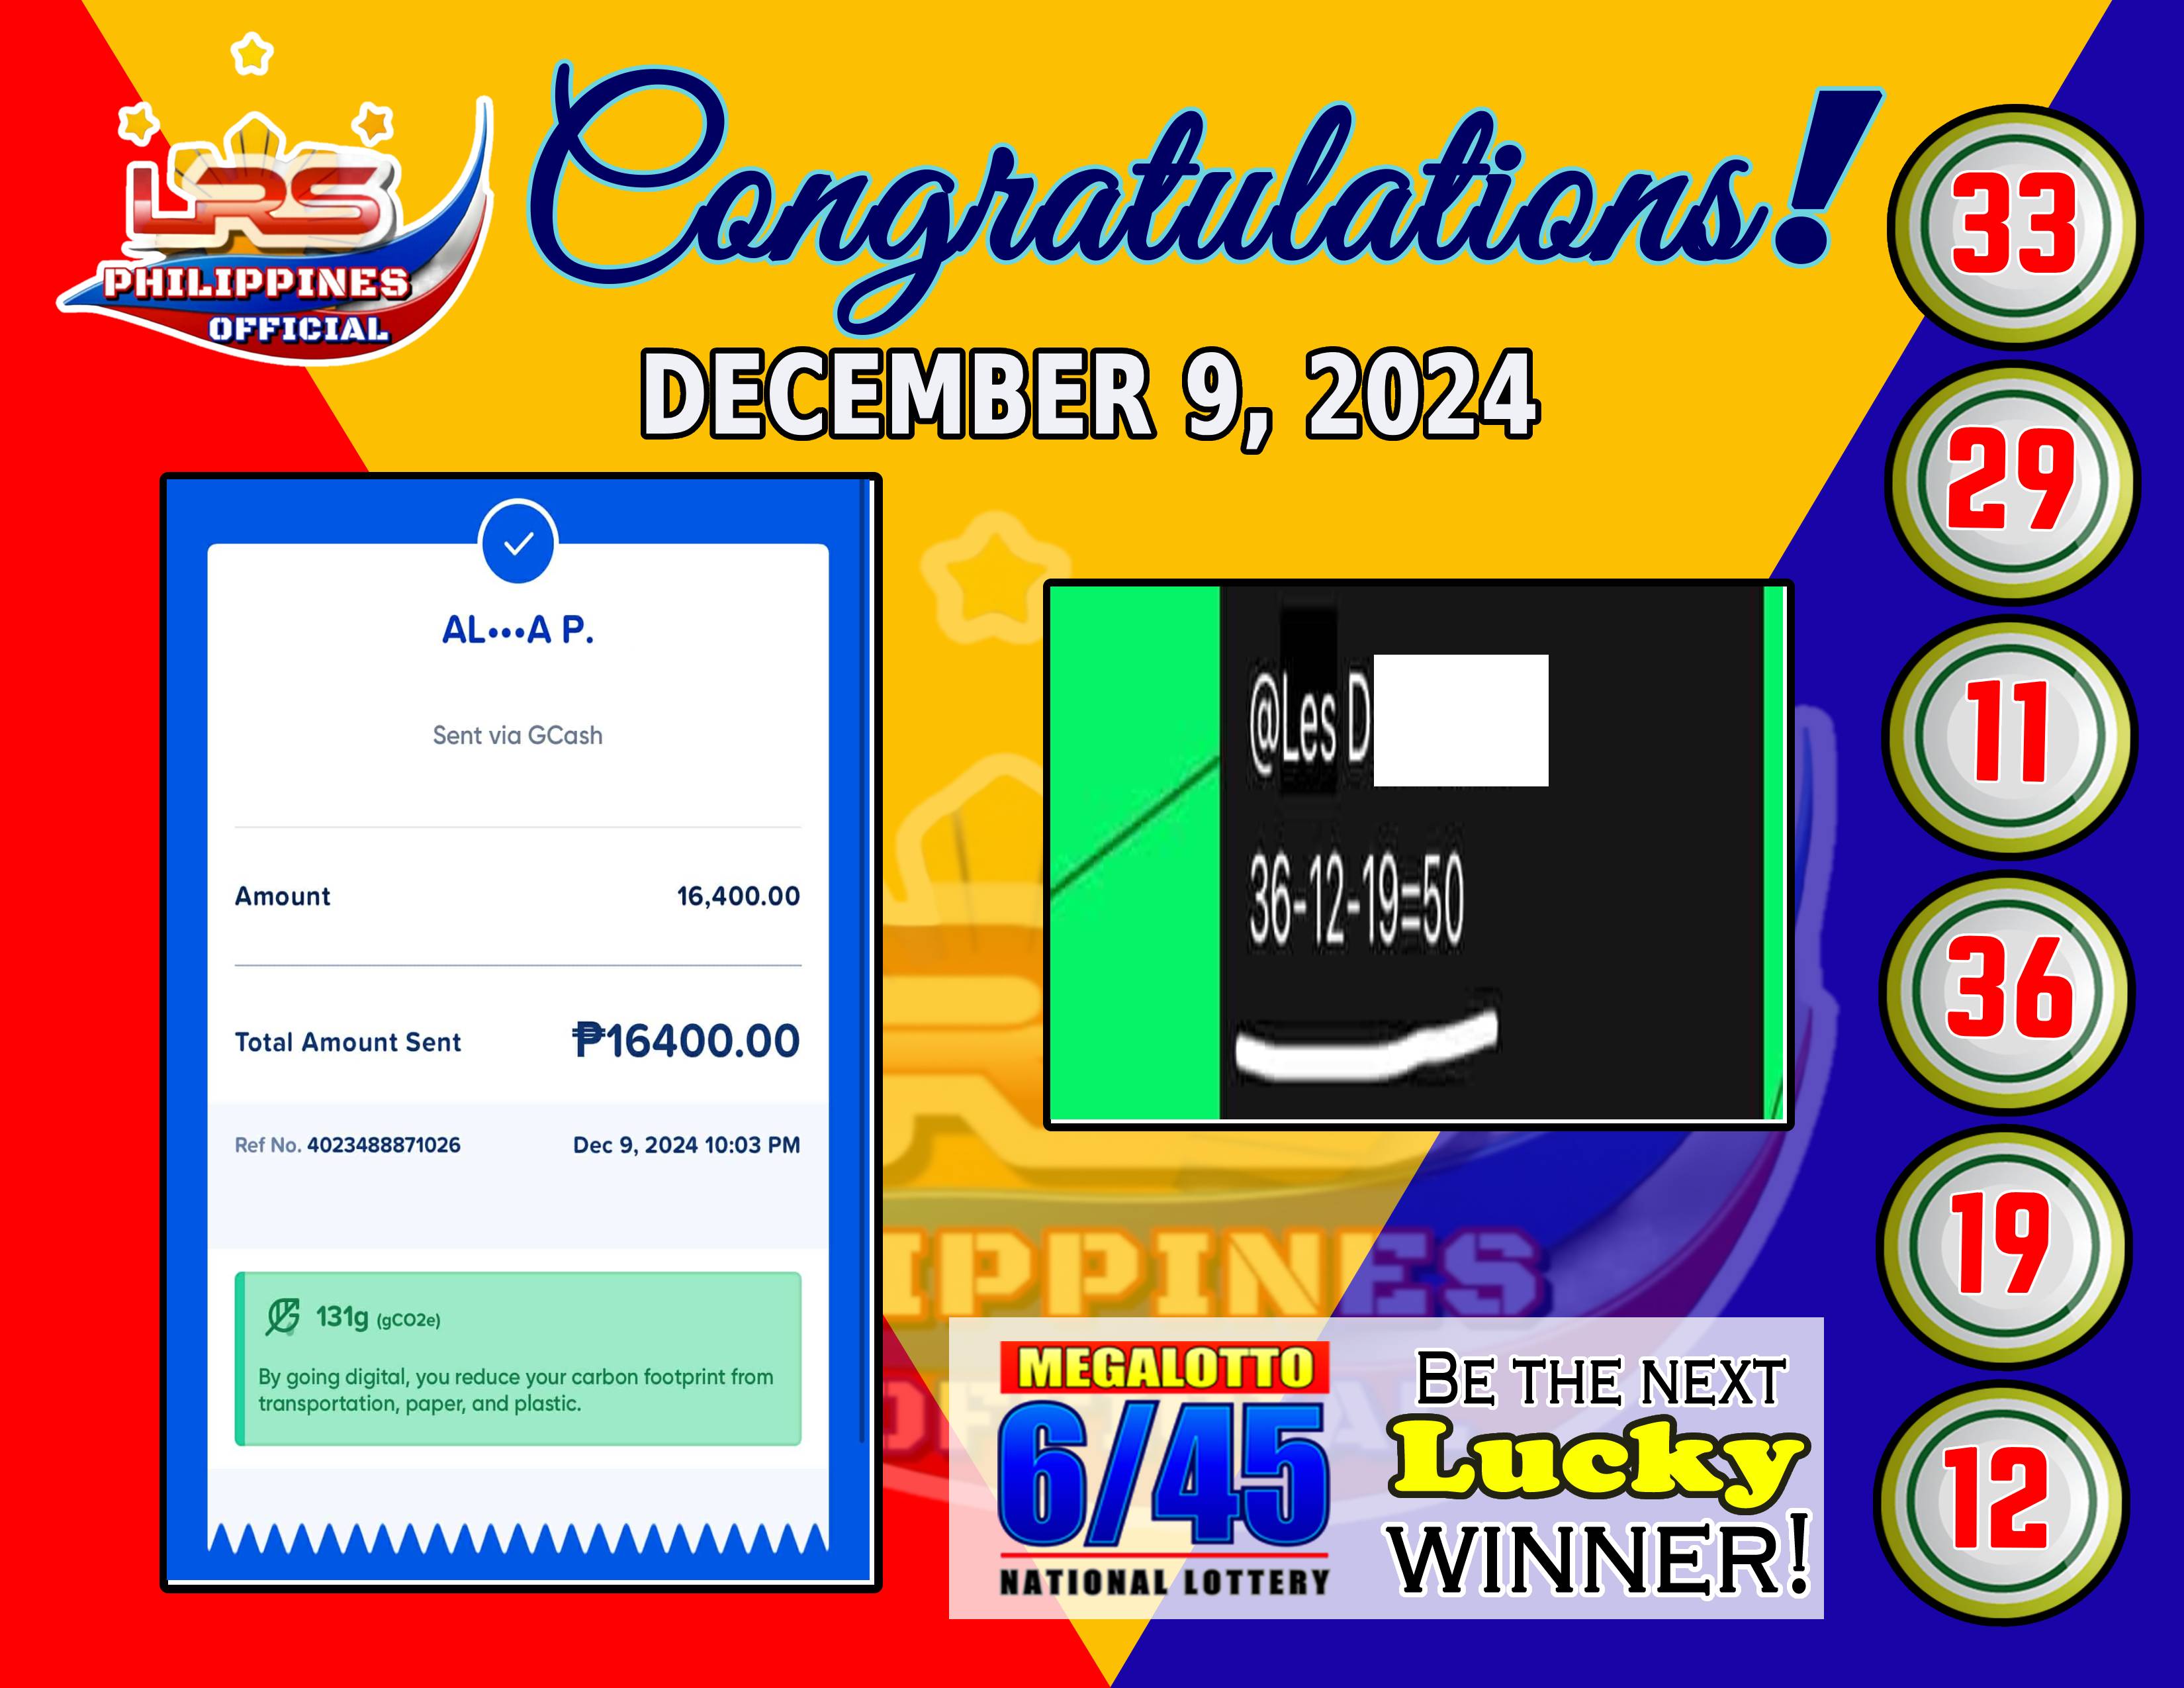 LRS
PHILIPPINES
OFFICIAL
Congratulations!
DECEMBER 9, 2024
AL•••A P.
Sent via GCash
Amount 16,400.00
Total Amount Sent ₱16400.00
Ref No. 4023488871026 Dec 9, 2024 10:03 PM
131g (gCO2e)
By going digital, you reduce your carbon footprint from
transportation, paper, and plastic.
@Les D
36-12-19=50
IPPINES
MEGALOTTO
6/45
NATIONAL LOTTERY
BE THE NEXT
Lucky
WINNER!
33
29
11
36
19
12